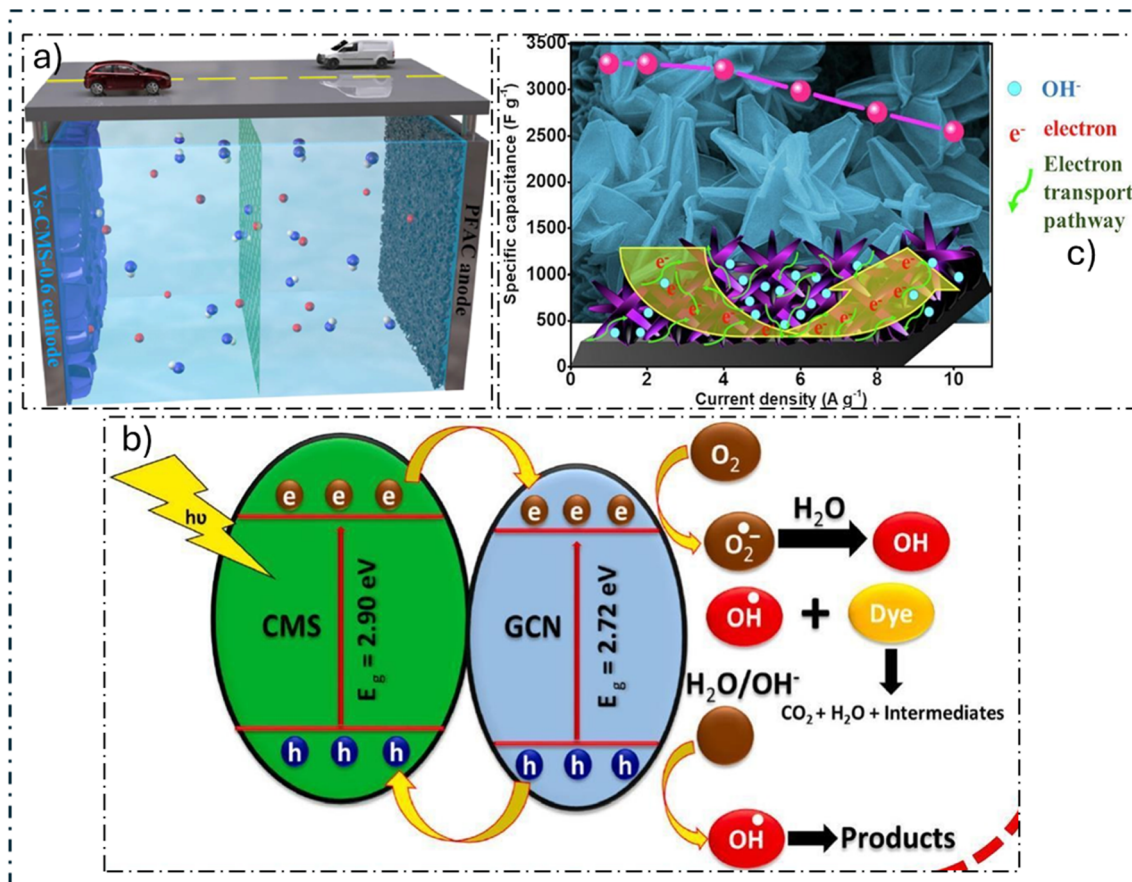 a)
Vs-CMS-0.6 cathode
PFAC anode
Specific capacitance (F g⁻¹)
3500
3000
2500
2000
1500
1000
500
0
0 2 4 6 8 10
Current density (A g⁻¹)
e⁻ e⁻ e⁻ e⁻ e⁻ e⁻ e⁻ e⁻ e⁻
OH⁻
e⁻ electron
Electron
transport
pathway
c)
b)
hυ
e e e
CMS
E g = 2.90 eV
h h h
e e e
GCN
E g = 2.72 eV
h h h
O₂
O₂•−
H₂O
OH
OH•
+
Dye
H₂O/OH⁻
CO₂ + H₂O + Intermediates
OH•
Products